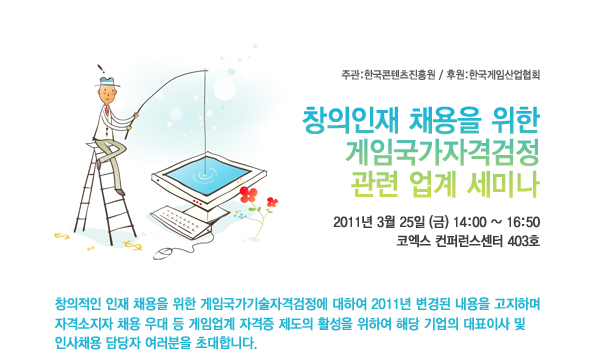 주관:한국콘텐츠진흥원 / 후원:한국게임산업협회
창의인재 채용을 위한
게임국가자격검정
관련 업계 세미나
2011년 3월 25일 (금) 14:00 ~ 16:50
코엑스 컨퍼런스센터 403호
창의적인 인재 채용을 위한 게임국가기술자격검정에 대하여 2011년 변경된 내용을 고지하며
자격소지자 채용 우대 등 게임업계 자격증 제도의 활성을 위하여 해당 기업의 대표이사 및
인사채용 담당자 여러분을 초대합니다.